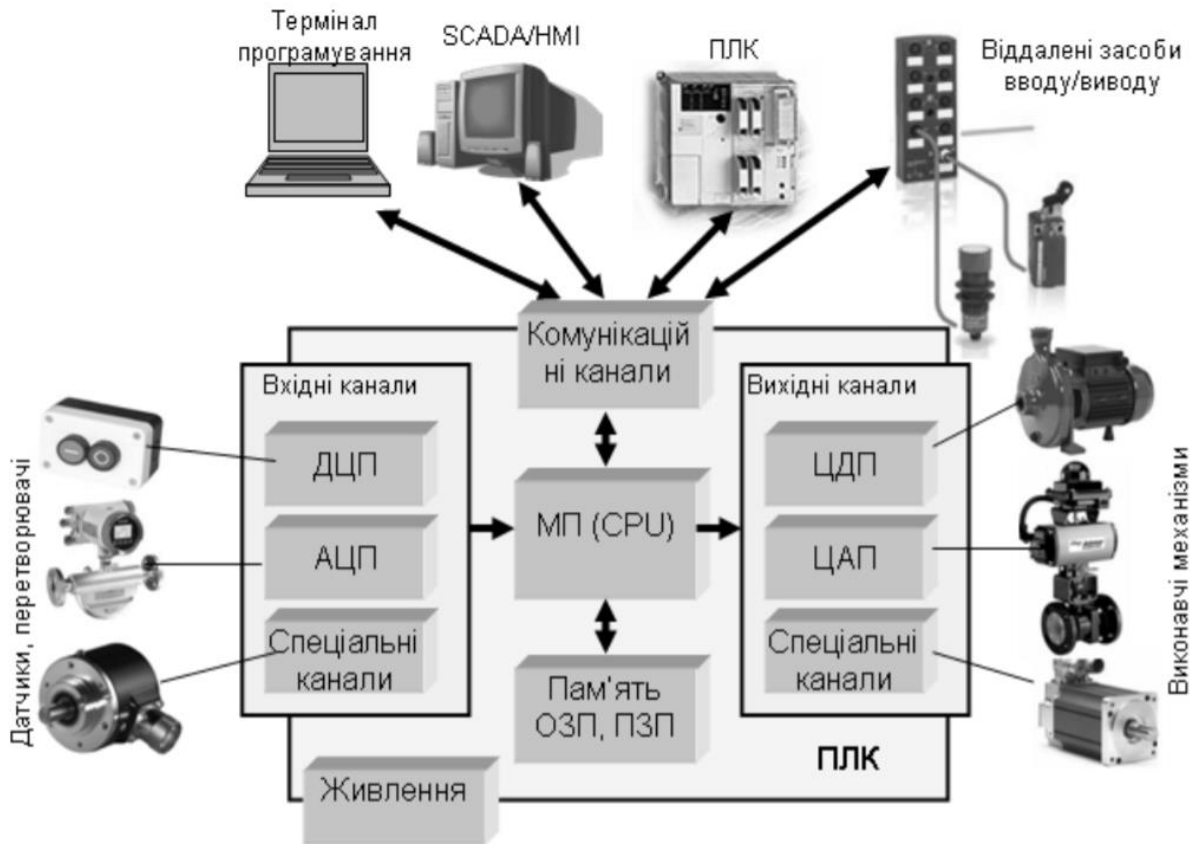 Термінал
програмування
SCADA/HMI
ПЛК
Віддалені засоби
вводу/виводу
Комунікацій
ні канали
Вхідні канали
Вихідні канали
ДЦП
ЦДП
МП (CPU)
АЦП
ЦАП
Спеціальні
канали
Спеціальні
канали
Пам'ять
ОЗП, ПЗП
ПЛК
Живлення
Датчики, перетворювачі
Виконавчі механізми